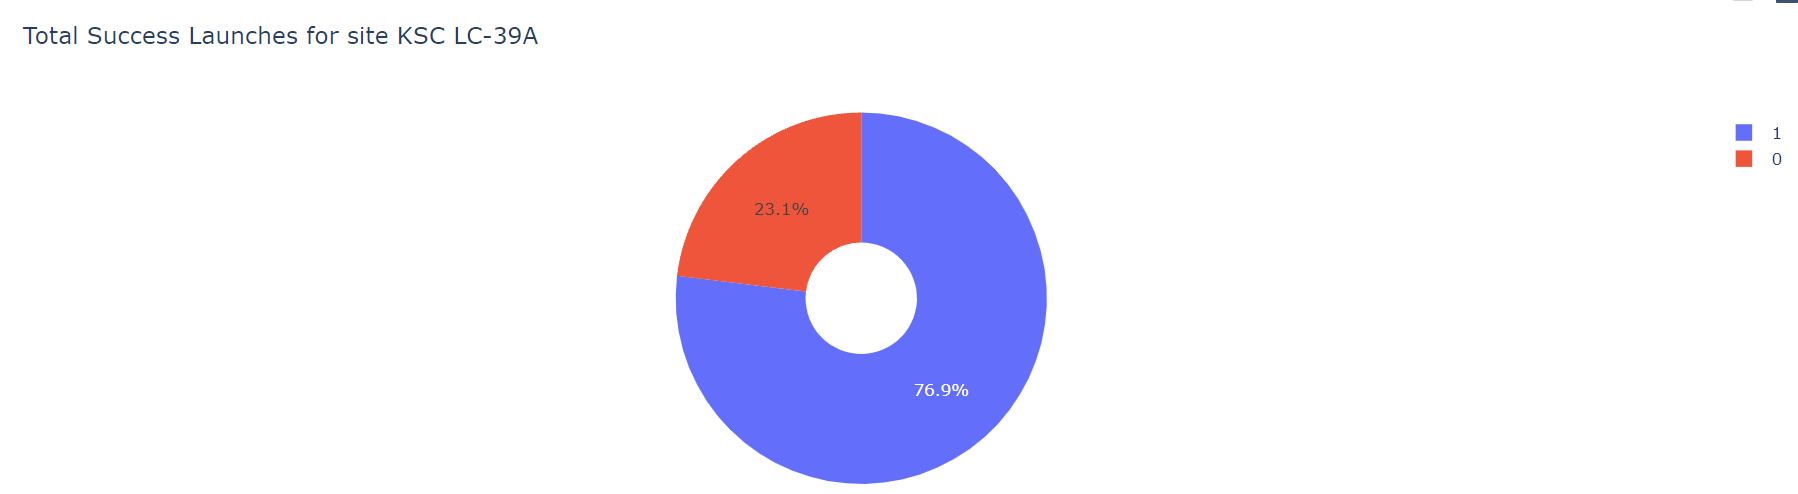 Total Success Launches for site KSC LC-39A
1
0
23.1%
76.9%